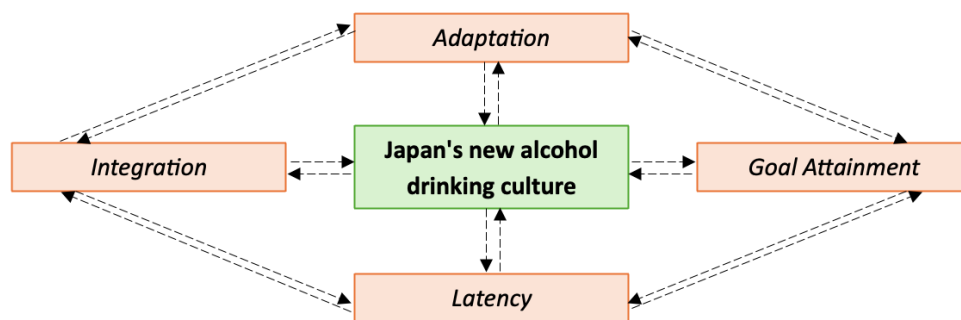 Adaptation
Integration
Japan's new alcohol
drinking culture
Goal Attainment
Latency